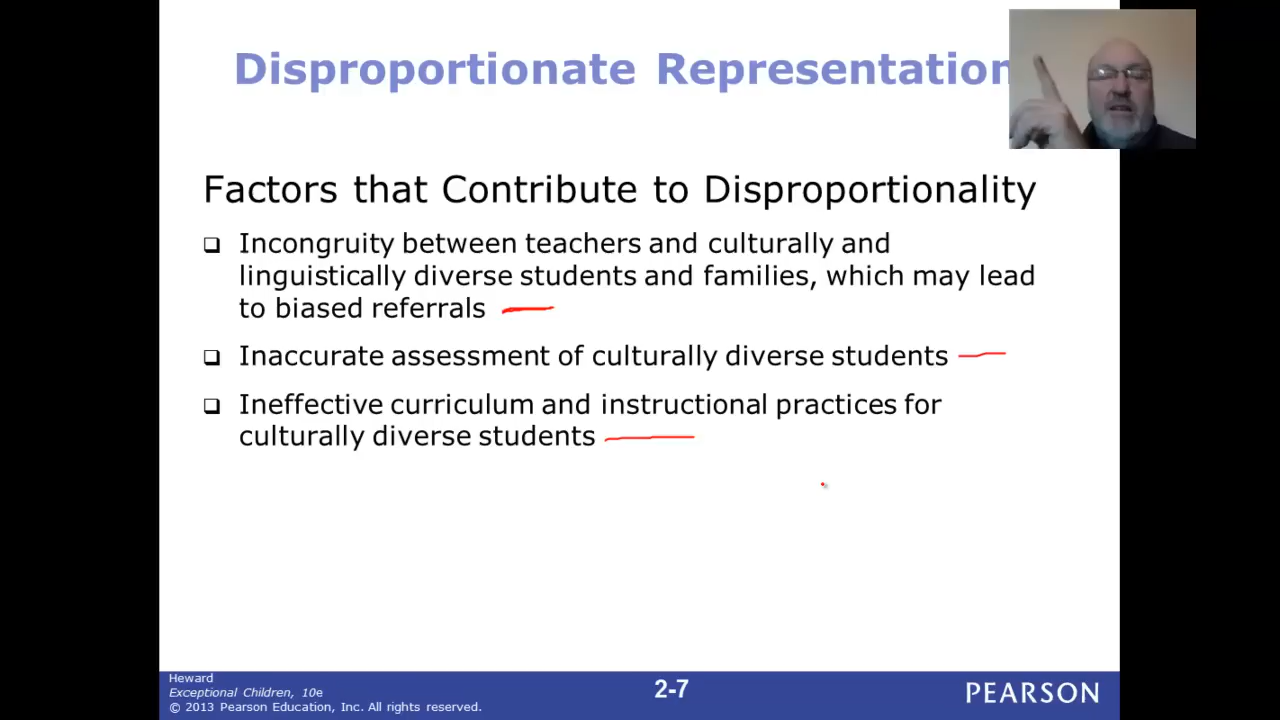 Disproportionate Representation
Factors that Contribute to Disproportionality
Incongruity between teachers and culturally and
linguistically diverse students and families, which may lead
to biased referrals
Inaccurate assessment of culturally diverse students
Ineffective curriculum and instructional practices for
culturally diverse students
Heward
Exceptional Children, 10e
© 2013 Pearson Education, Inc. All rights reserved.
2-7
PEARSON